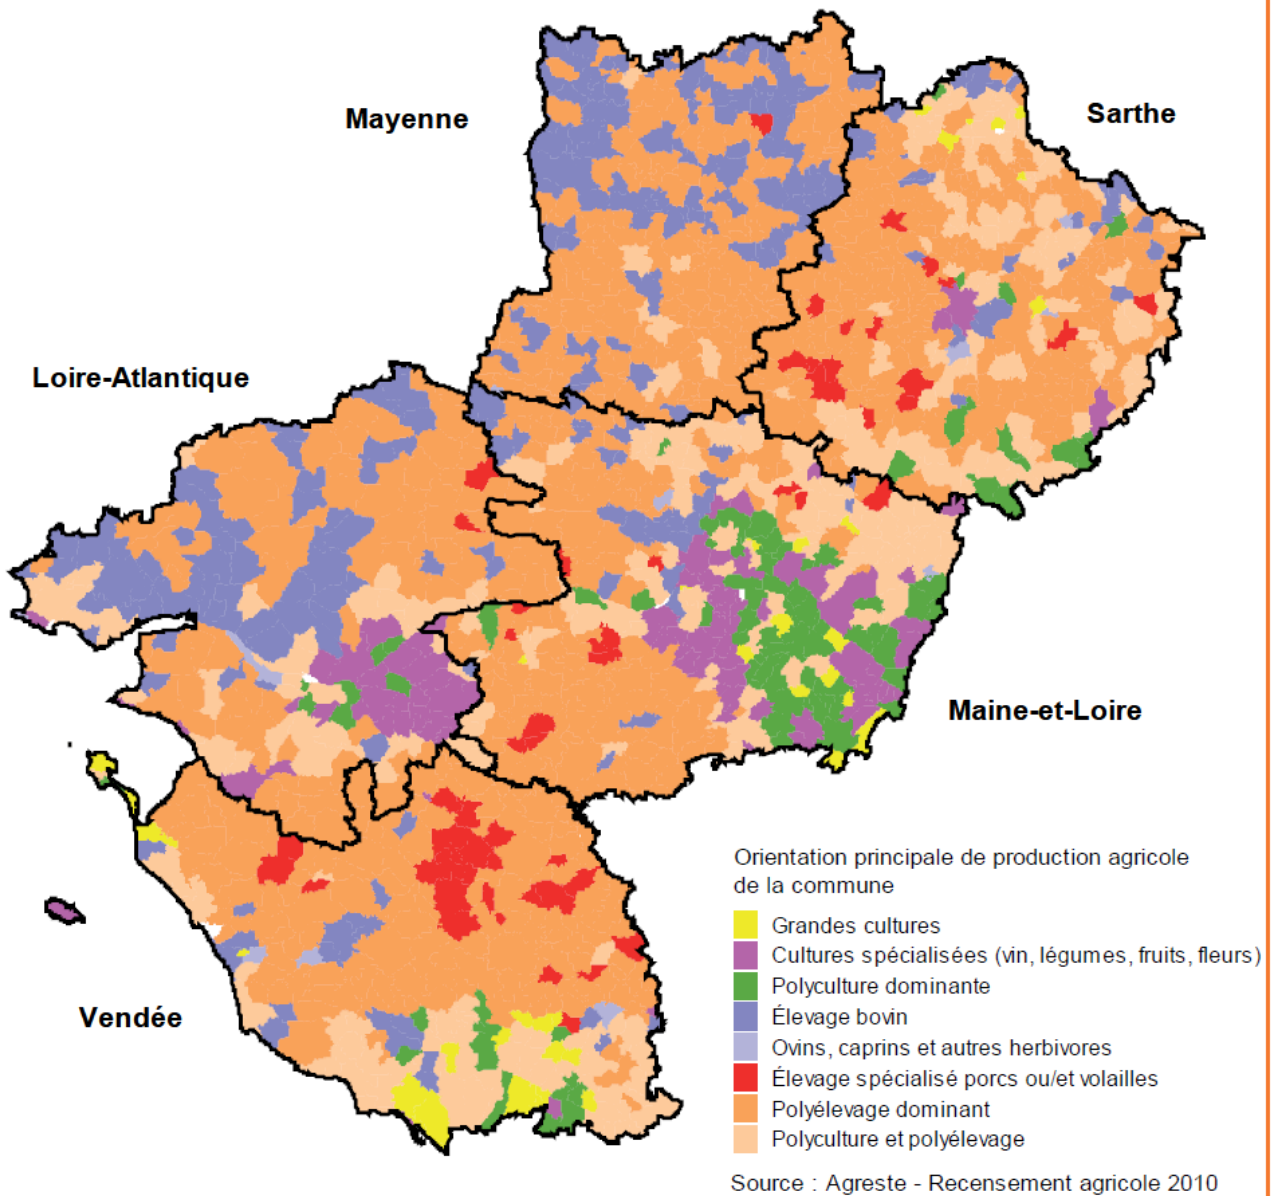 Mayenne
Sarthe
Loire-Atlantique
Maine-et-Loire
Vendée
Orientation principale de production agricole
de la commune
Grandes cultures
Cultures spécialisées (vin, légumes, fruits, fleurs)
Polyculture dominante
Élevage bovin
Ovins, caprins et autres herbivores
Élevage spécialisé porcs ou/et volailles
Polyélevage dominant
Polyculture et polyélevage
Source : Agreste - Recensement agricole 2010